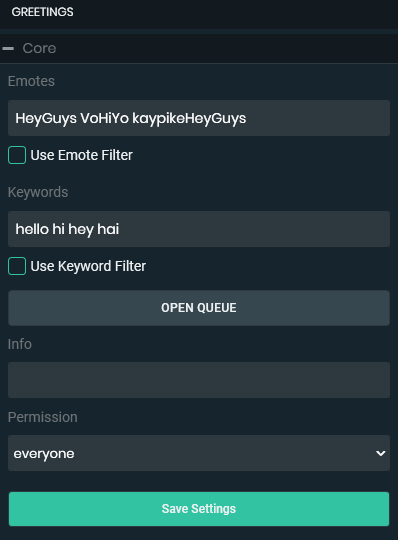 GREETINGS
Core
Emotes
HeyGuys VoHiYo kaypikeHeyGuys
Use Emote Filter
Keywords
hello hi hey hai
Use Keyword Filter
OPEN QUEUE
Info
Permission
everyone
Save Settings